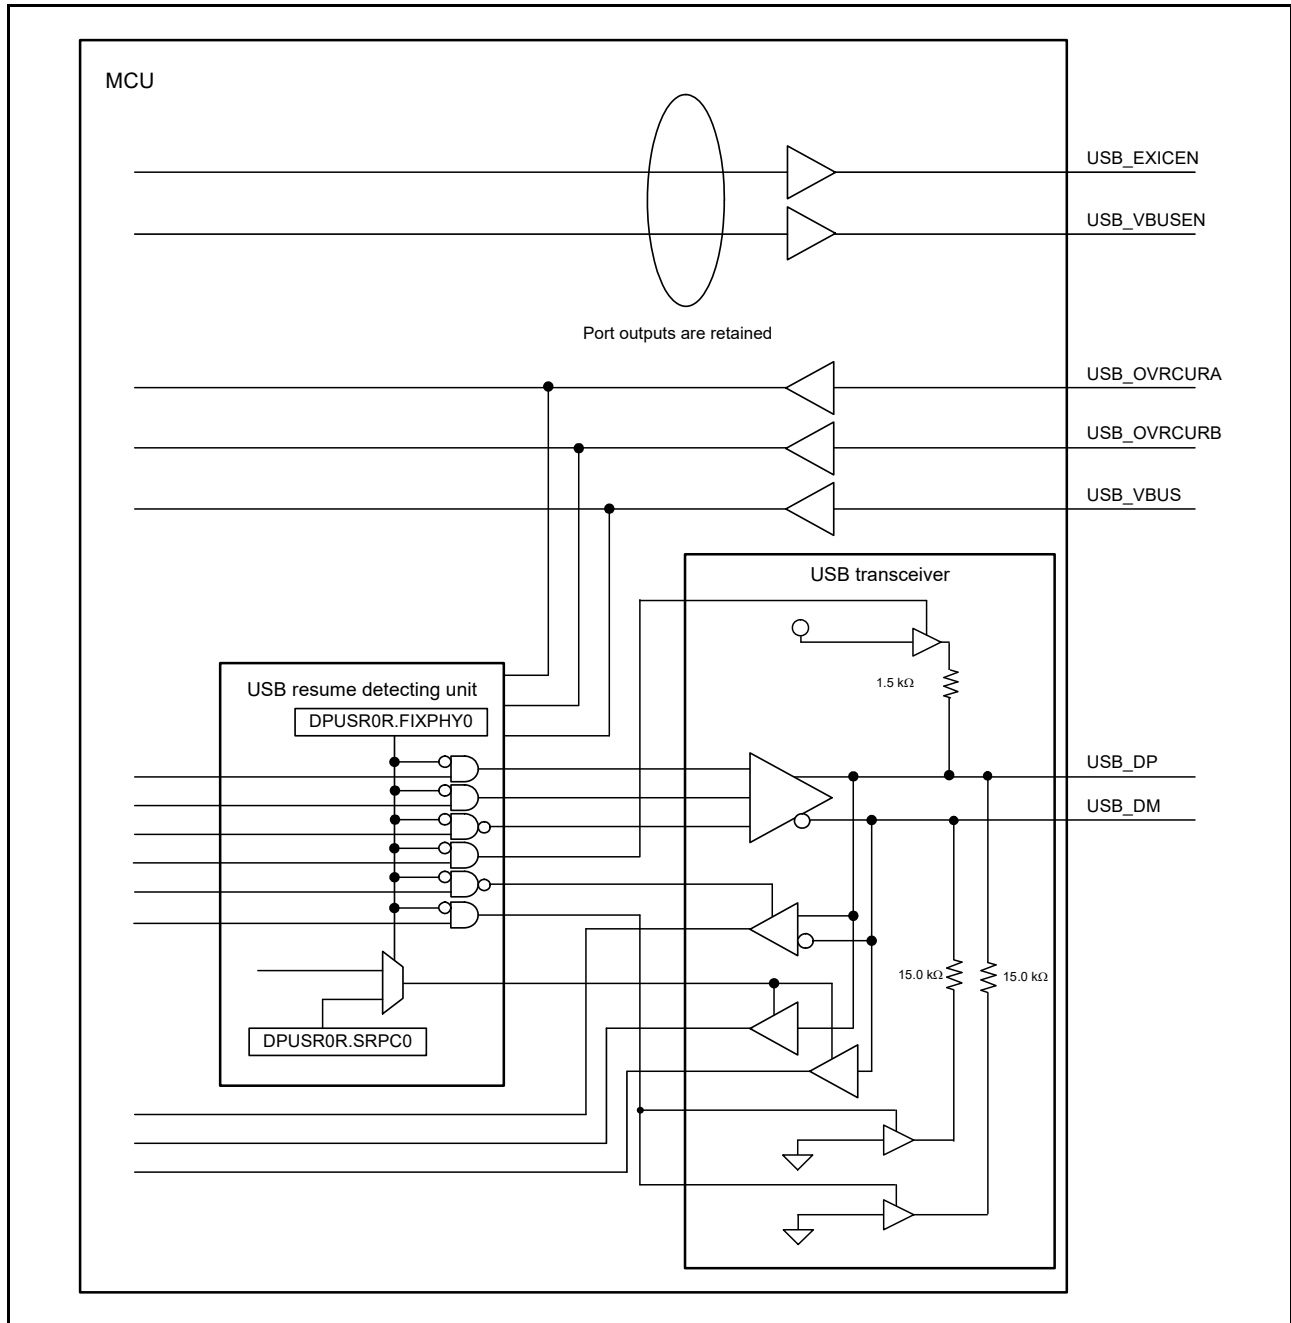 MCU
USB_EXICEN
USB_VBUSEN
Port outputs are retained
USB_OVRCURA
USB_OVRCURB
USB_VBUS
USB transceiver
1.5 kΩ
USB resume detecting unit
DPUSR0R.FIXPHY0
USB_DP
USB_DM
15.0 kΩ
15.0 kΩ
DPUSR0R.SRPC0